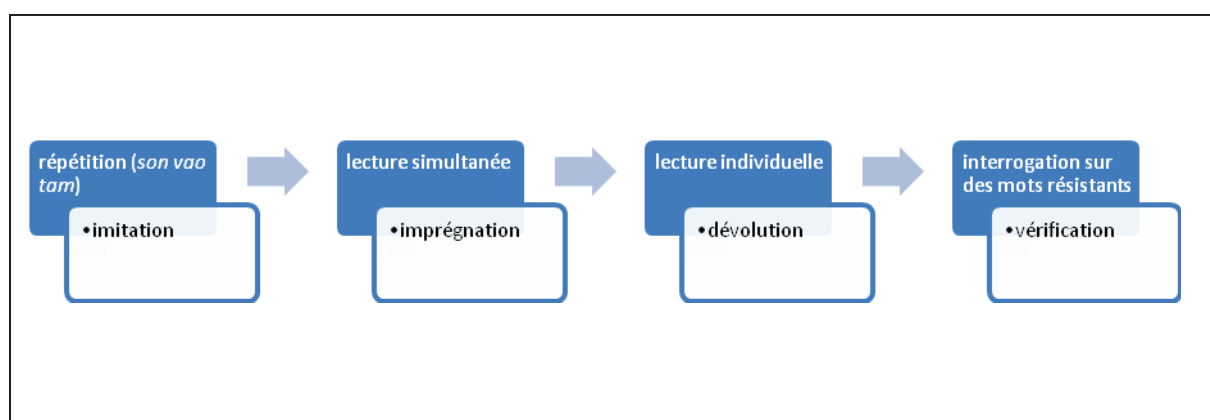 répétition (son vao
tam)
•imitation
lecture simultanée
•imprégnation
lecture individuelle
•dévolution
interrogation sur
des mots résistants
•vérification